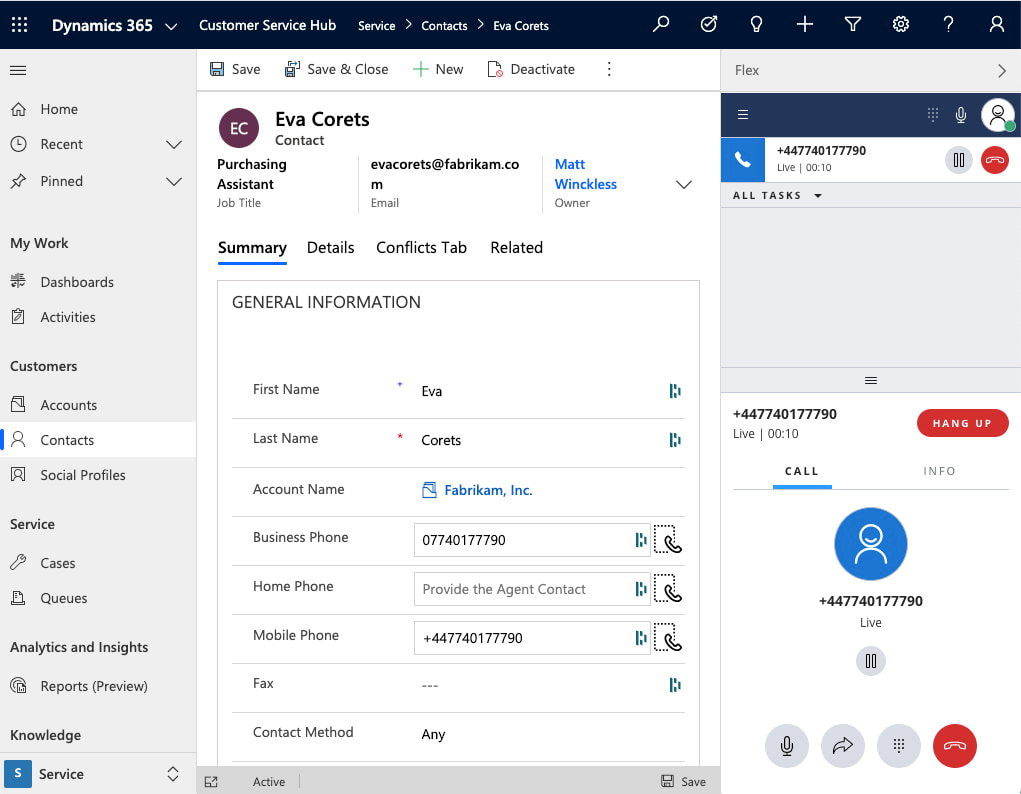 Dynamics 365
Customer Service Hub
Service
Contacts
Eva Corets
Save
Save & Close
New
Deactivate
Flex
Home
Recent
Pinned
My Work
Dashboards
Activities
Customers
Accounts
Contacts
Social Profiles
Service
Cases
Queues
Analytics and Insights
Reports (Preview)
Knowledge
S
Service
EC
Eva Corets
Contact
Purchasing
Assistant
Job Title
evacorets@fabrikam.co
m
Email
Matt
Winckless
Owner
Summary
Details
Conflicts Tab
Related
GENERAL INFORMATION
First Name * Eva
Last Name * Corets
Account Name Fabrikam, Inc.
Business Phone 07740177790
Home Phone Provide the Agent Contact
Mobile Phone +447740177790
Fax ---
Contact Method Any
Active
Save
+447740177790
Live | 00:10
ALL TASKS
+447740177790
Live | 00:10
HANG UP
CALL
INFO
+447740177790
Live